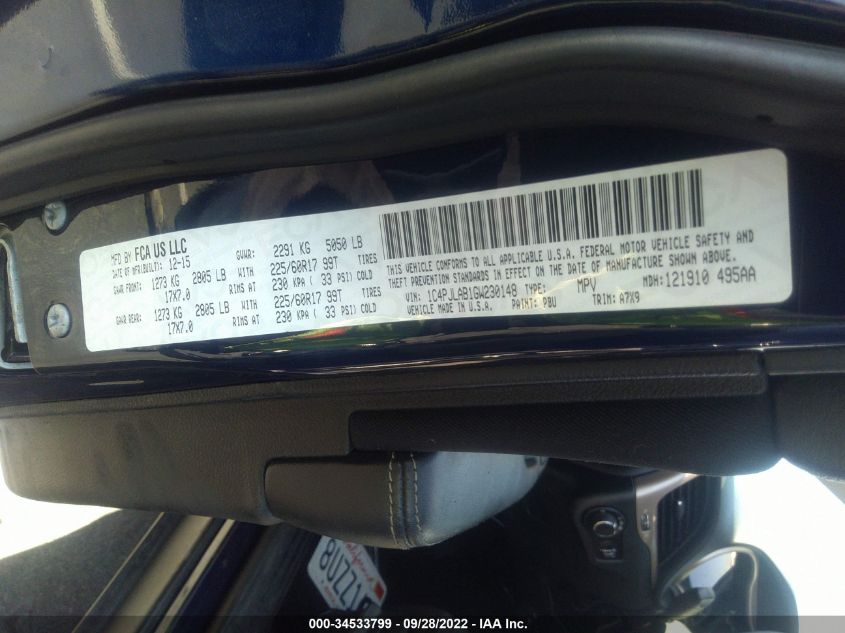 MFD BY FCA US LLC
DATE OF MFR(BUILT): 12-15 GVWR: 2291 KG 5050 LB
GAWR FRONT: 1273 KG 2805 LB WITH 225/60R17 99T TIRES
17X7.0 RIMS AT 230 KPA ( 33 PSI) COLD
GAWR REAR: 1273 KG 2805 LB WITH 225/60R17 99T TIRES
17X7.0 RIMS AT 230 KPA ( 33 PSI) COLD
THIS VEHICLE CONFORMS TO ALL APPLICABLE U.S.A. FEDERAL MOTOR VEHICLE SAFETY AND
THEFT PREVENTION STANDARDS IN EFFECT ON THE DATE OF MANUFACTURE SHOWN ABOVE.
VIN: 1C4PJLAB1GW230148 TYPE: MPV MDH: 121910 495AA
VEHICLE MADE IN U.S.A. PAINT: PBU TRIM: A7X9
000-34533799 - 09/28/2022 - IAA Inc.